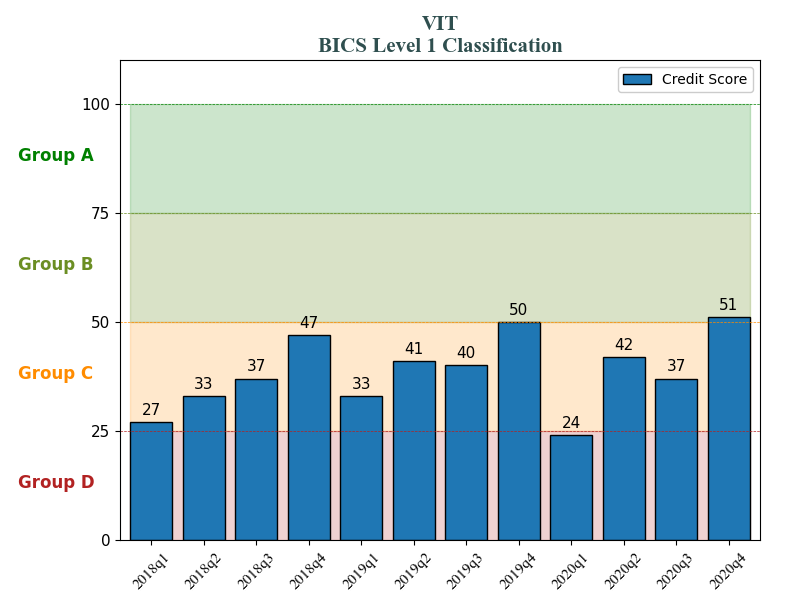 VIT
BICS Level 1 Classification
Credit Score
100
Group A
75
Group B
50
Group C
25
Group D
0
27
33
37
47
33
41
40
50
24
42
37
51
2018q1
2018q2
2018q3
2018q4
2019q1
2019q2
2019q3
2019q4
2020q1
2020q2
2020q3
2020q4